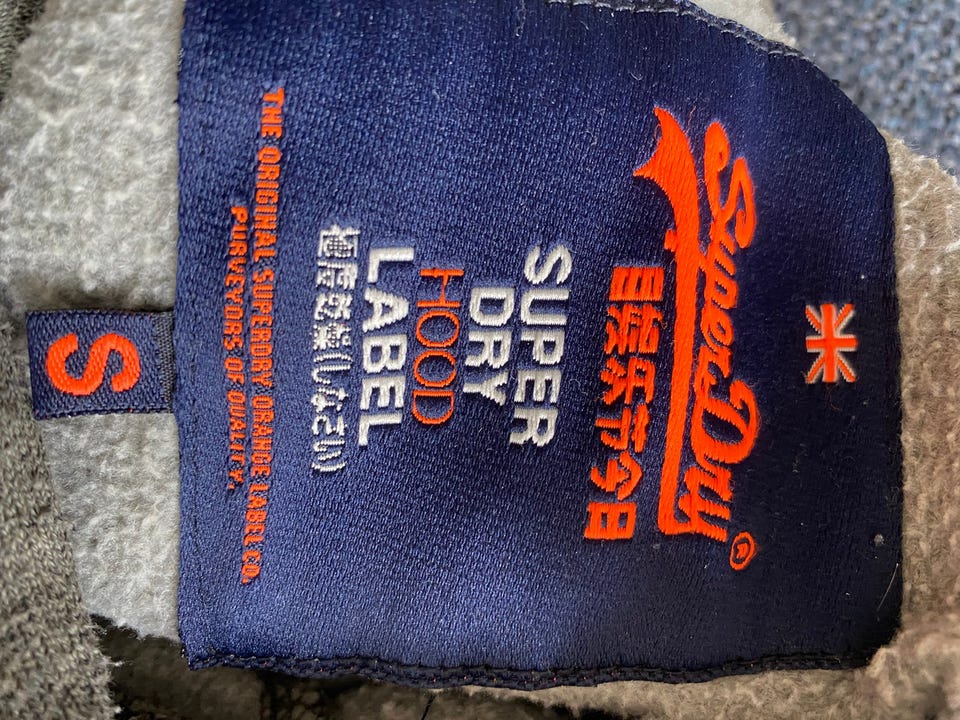 SuperDry®
SUPER
DRY
HOOD
LABEL
極度乾燥(しなさい)
THE ORIGINAL SUPERDRY ORANGE LABEL CO.
PURVEYORS OF QUALITY.
S